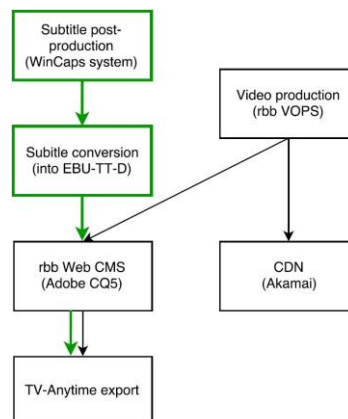 Subtitle post-
production
(WinCaps system)
Video production
(rbb VOPS)
Subitle conversion
(into EBU-TT-D)
rbb Web CMS
(Adobe CQ5)
CDN
(Akamai)
TV-Anytime export